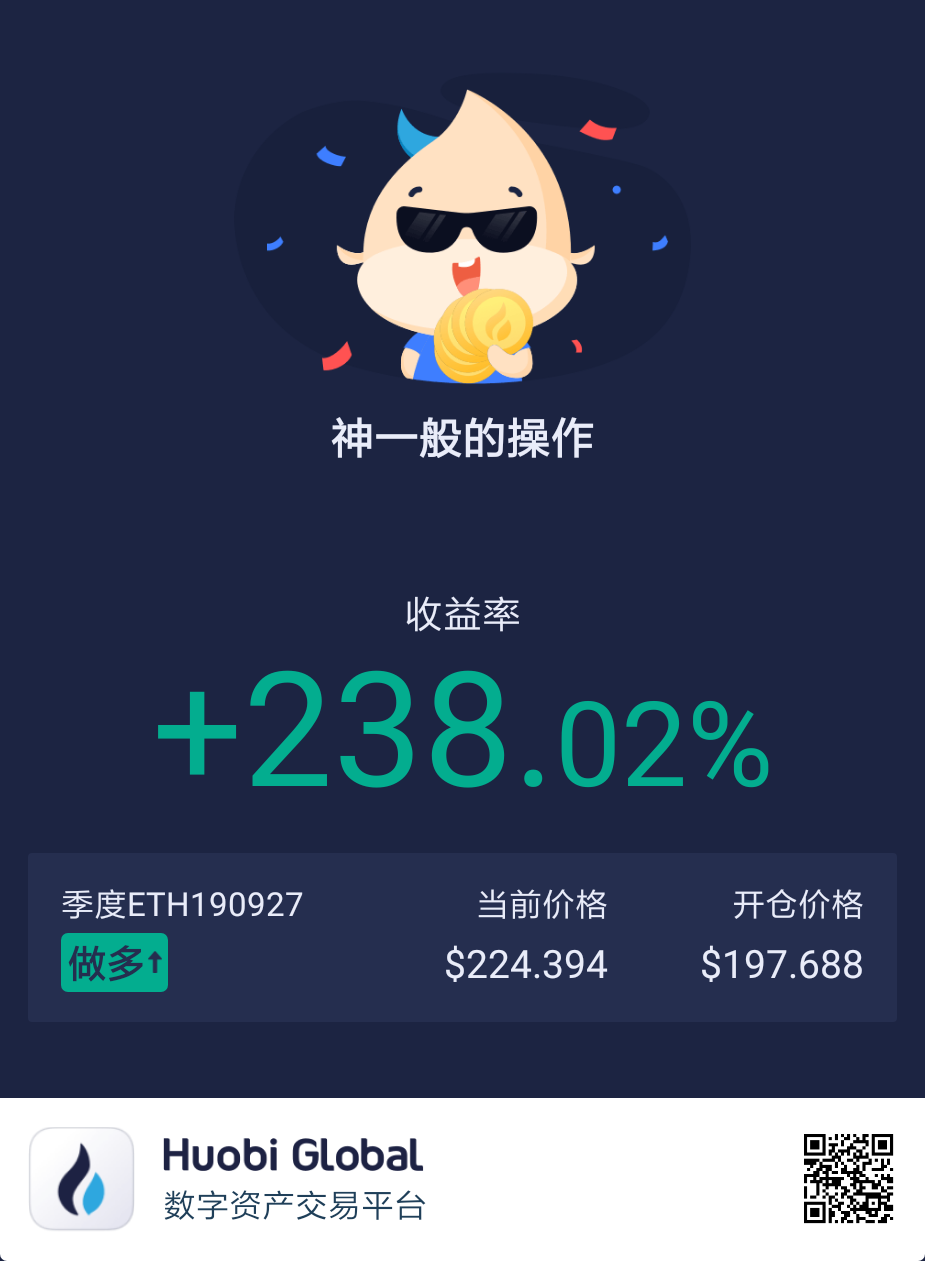 神一般的操作
收益率
+238.02%
季度ETH190927
做多↑
当前价格
$224.394
开仓价格
$197.688
Huobi Global
数字资产交易平台